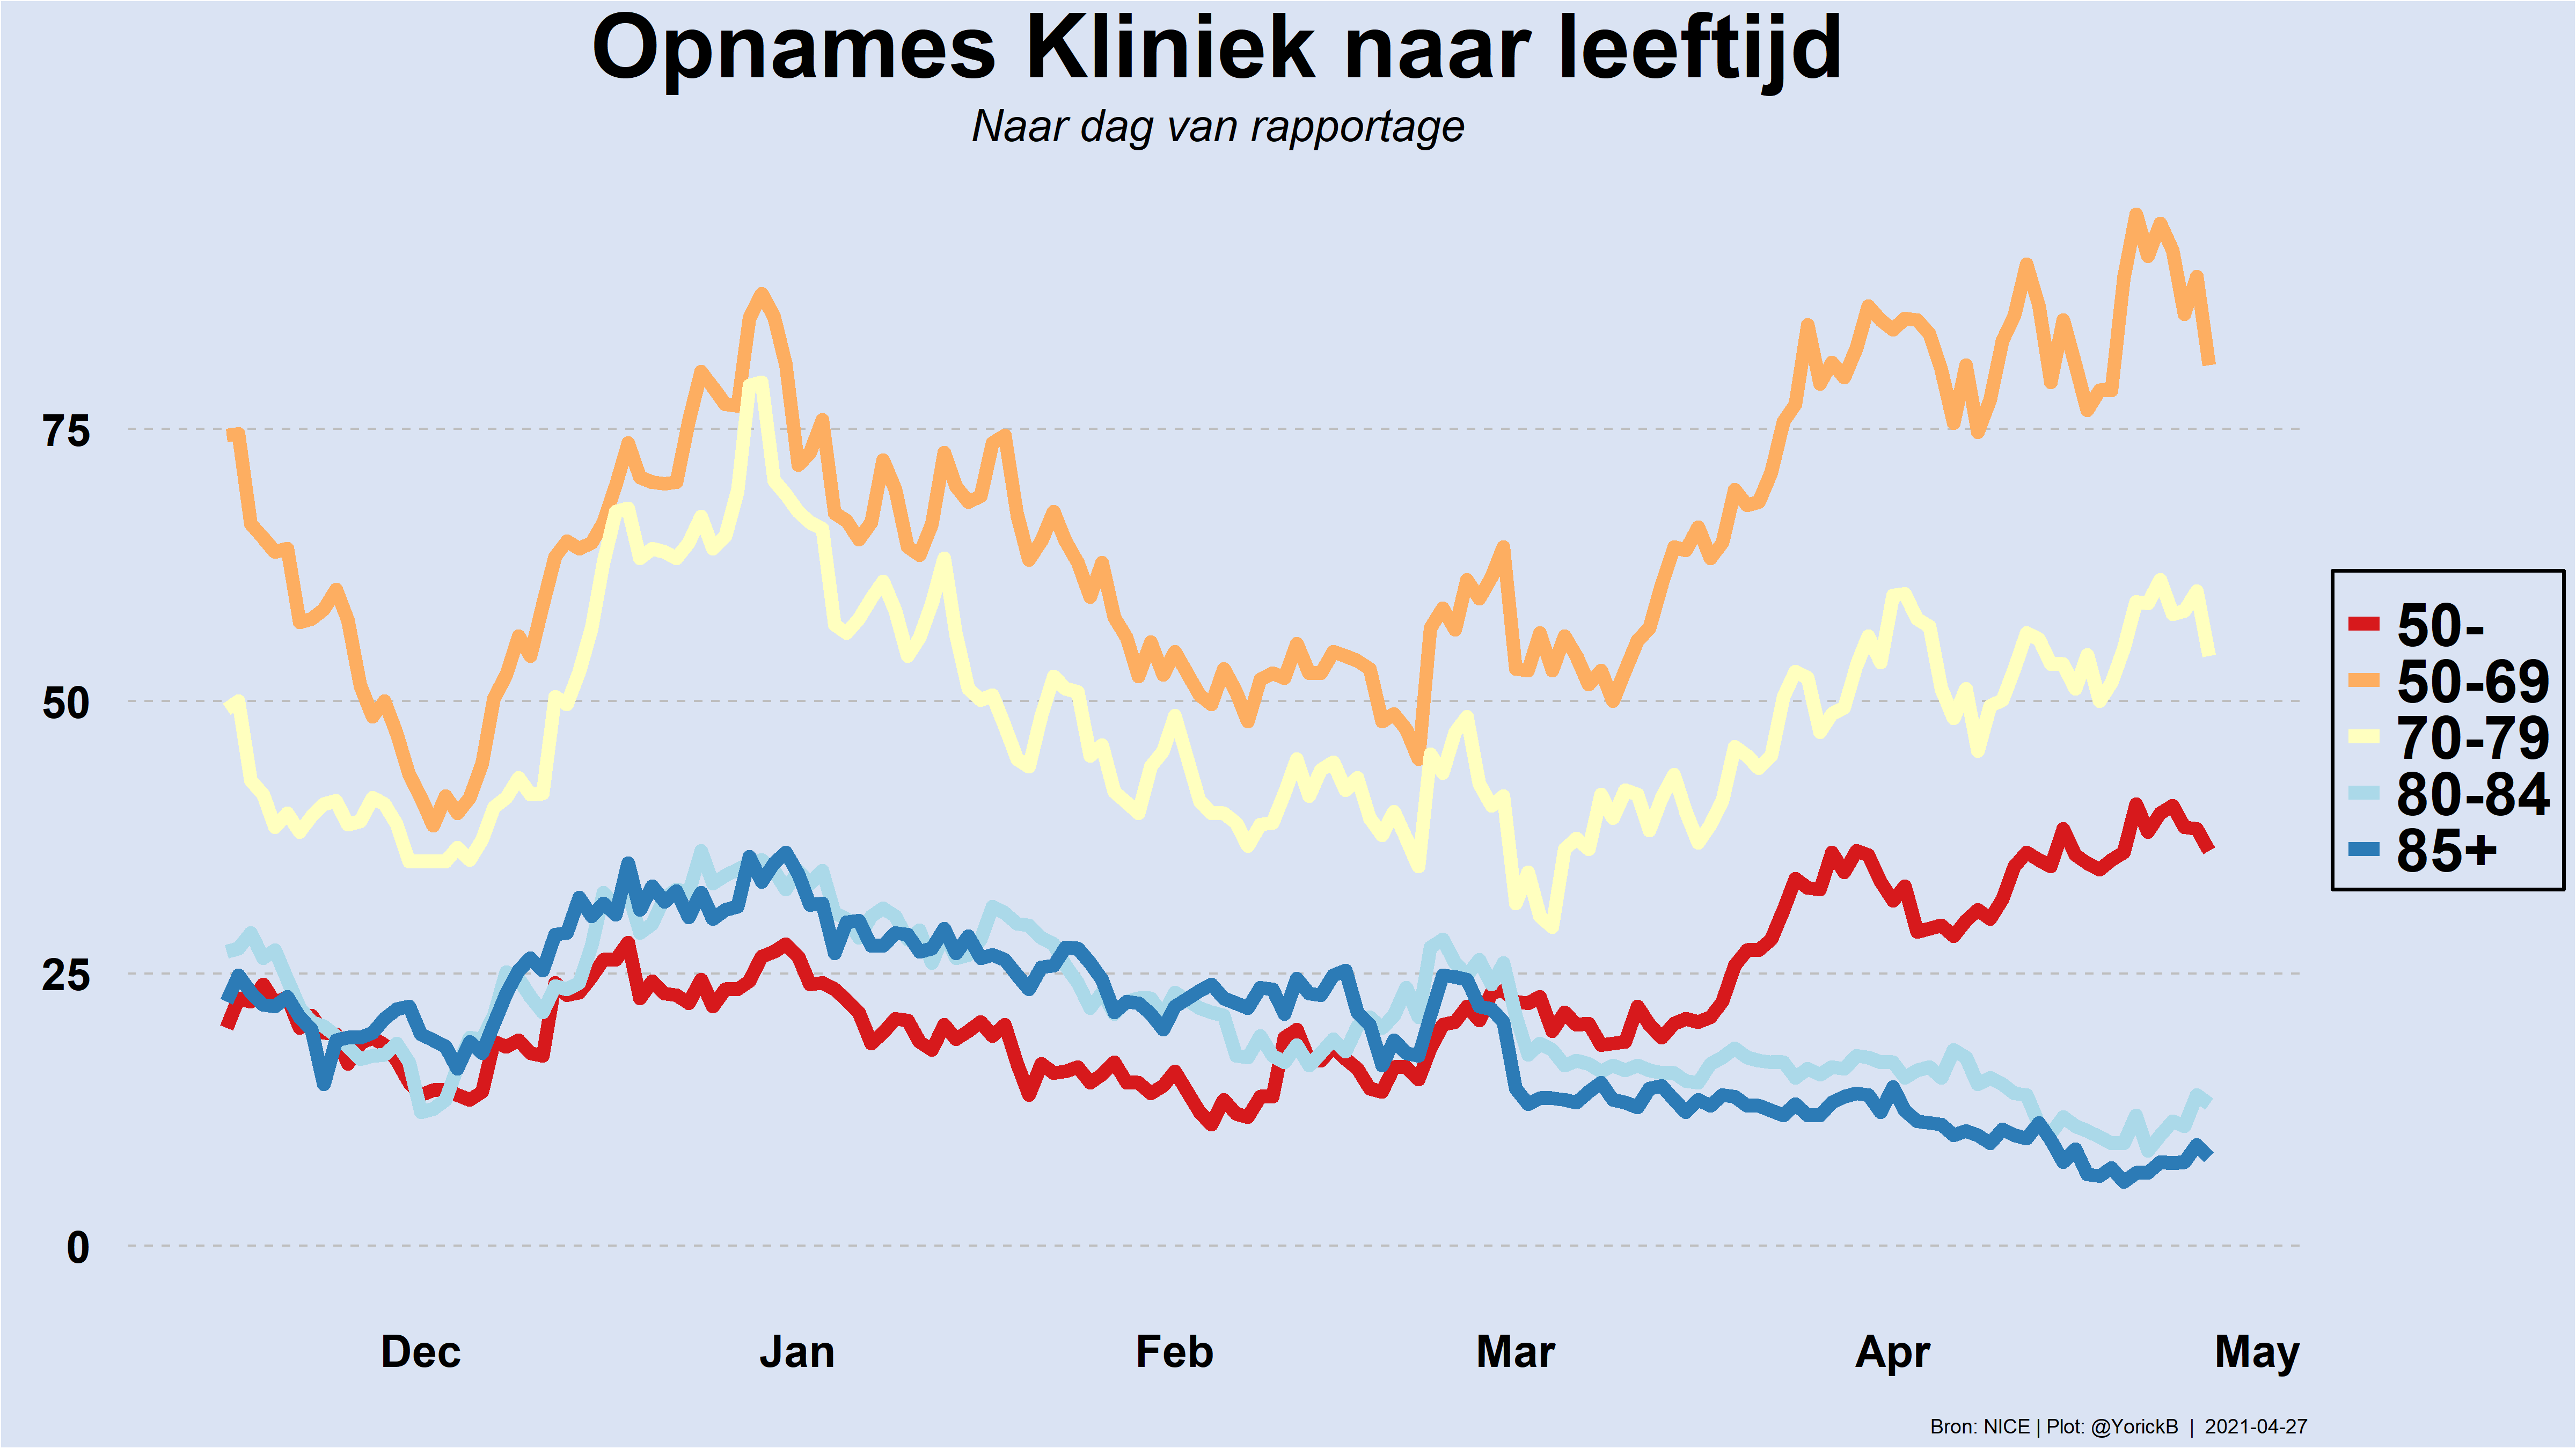 Opnames Kliniek naar leeftijd
Naar dag van rapportage
75
50
25
0
Dec Jan Feb Mar Apr May
50-
50-69
70-79
80-84
85+
Bron: NICE | Plot: @YorickB | 2021-04-27